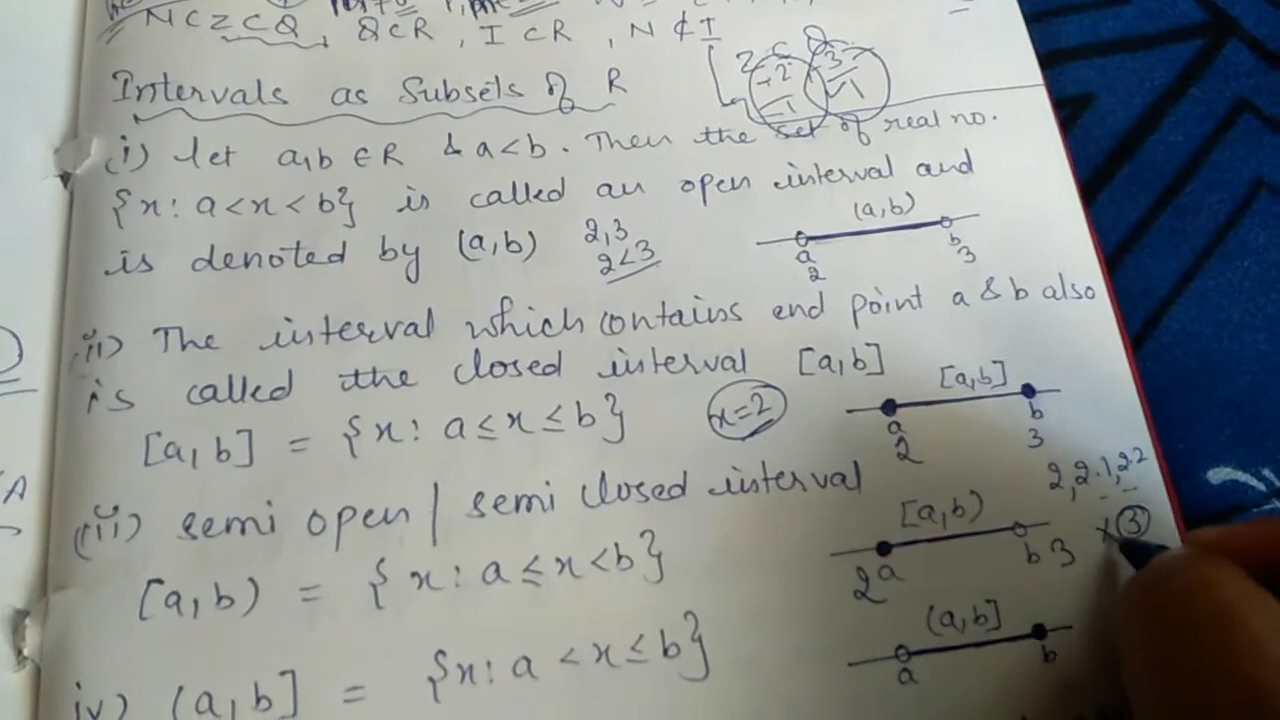 N ⊂ Z ⊂ Q, Q ⊂ R, I ⊂ R, N ⊄ I
Z ⊂ Q
Intervals as Subsets of R
(i) let a,b ∈ R & a<b. Then the set of real no.
{x: a<x<b} is called an open interval and
(a,b)
is denoted by (a,b) 2,3
2<3
a b
2 3
(ii) The interval which contains end point a & b also
is called the closed interval [a,b]
[a,b]
[a,b] = {x: a≤x≤b} x=2
a b
2 3
2, 2.1, 2.2
(iii) semi open | semi closed interval
[a,b)
×3
[a,b) = {x: a≤x<b}
2 a b 3
(a,b]
iv) (a,b] = {x: a<x≤b}
a b
A